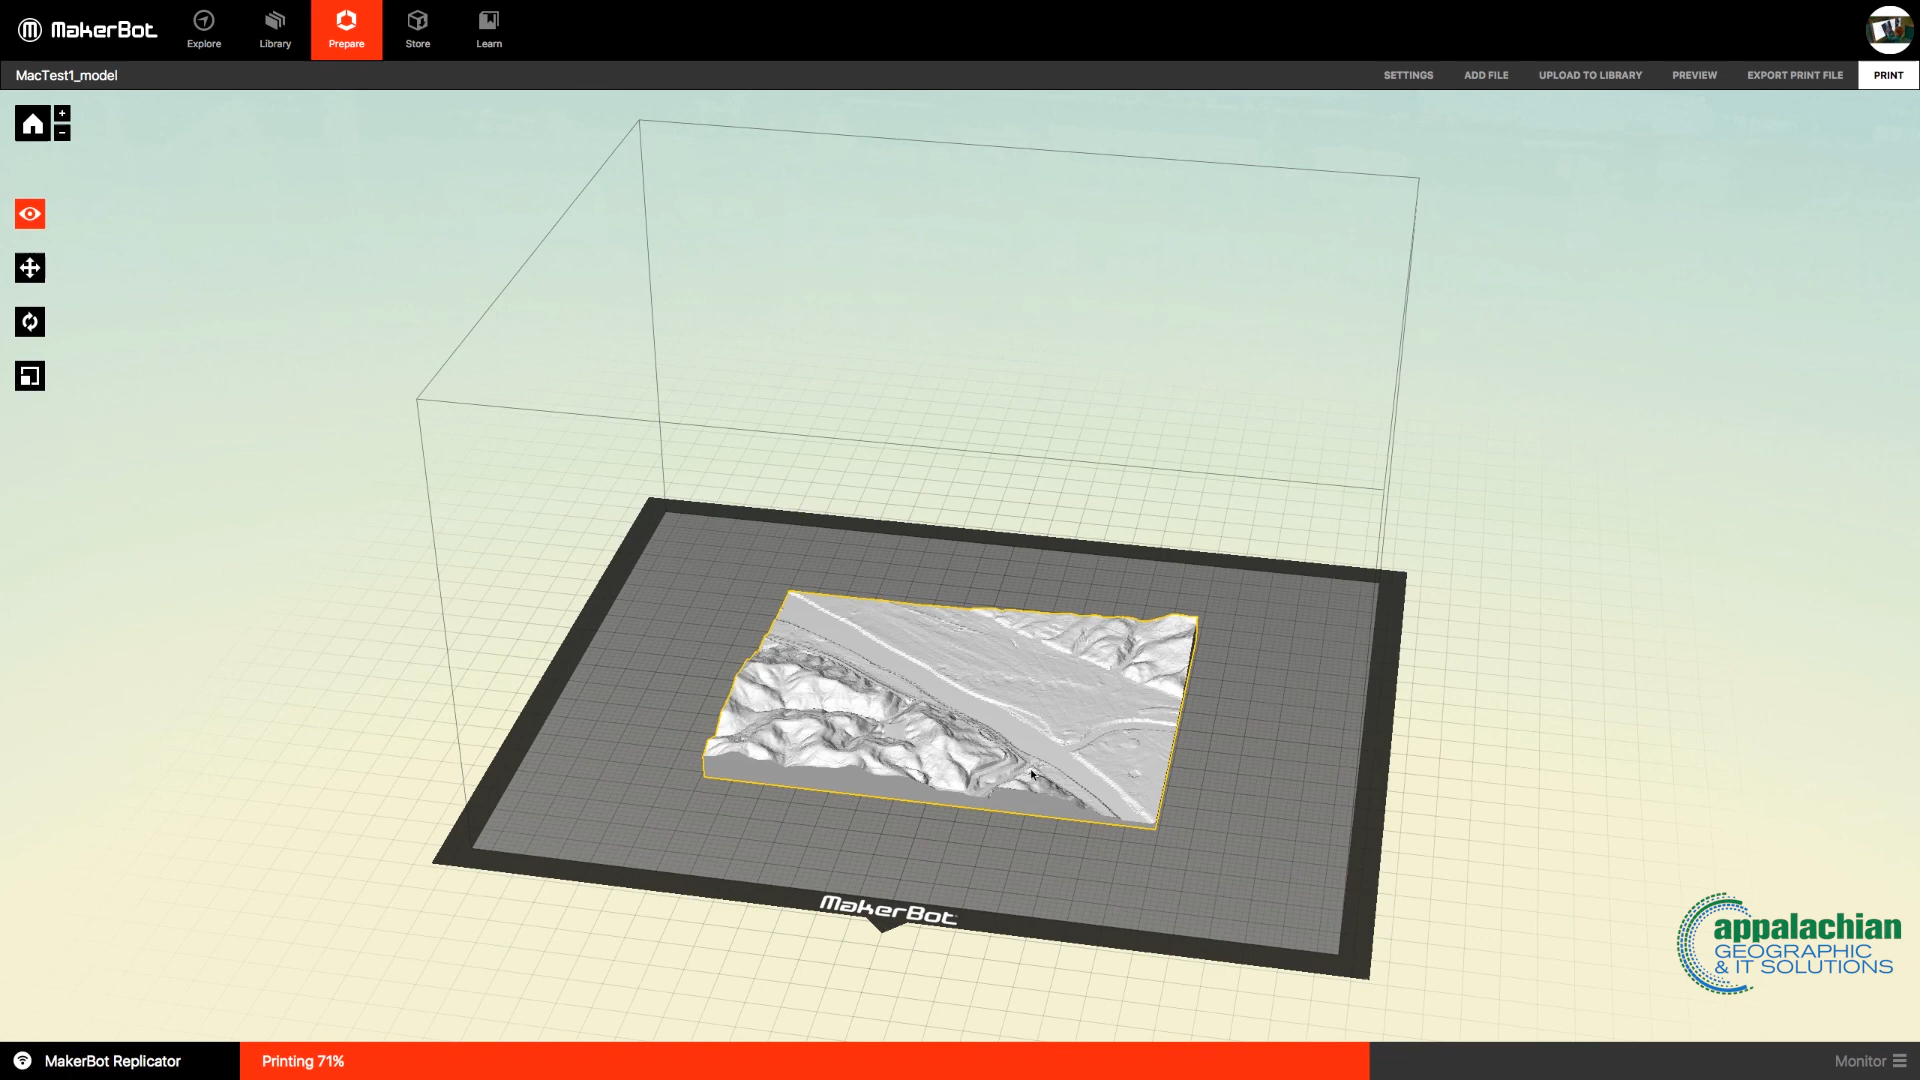 MakerBot
Explore
Library
Prepare
Store
Learn
MacTest1_model
SETTINGS
ADD FILE
UPLOAD TO LIBRARY
PREVIEW
EXPORT PRINT FILE
PRINT
MakerBot
appalachian
GEOGRAPHIC
& IT SOLUTIONS
MakerBot Replicator
Printing 71%
Monitor